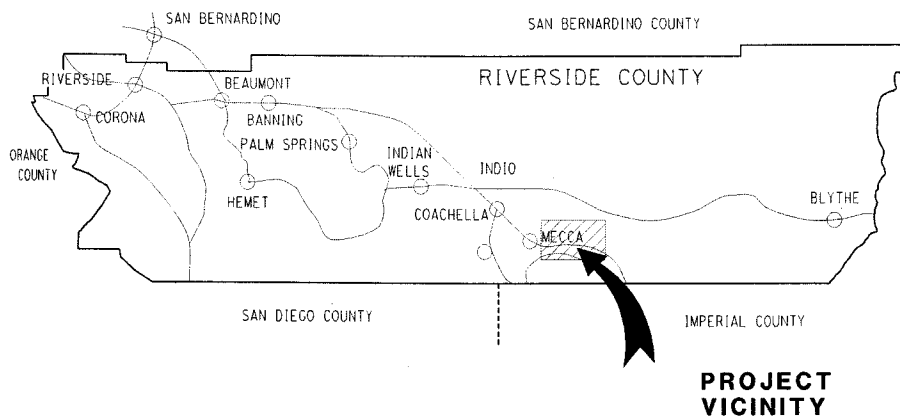 SAN BERNARDINO
SAN BERNARDINO COUNTY
RIVERSIDE
BEAUMONT
RIVERSIDE COUNTY
CORONA
BANNING
PALM SPRINGS
ORANGE
COUNTY
INDIAN
WELLS
INDIO
HEMET
COACHELLA
BLYTHE
MECCA
SAN DIEGO COUNTY
IMPERIAL COUNTY
PROJECT
VICINITY